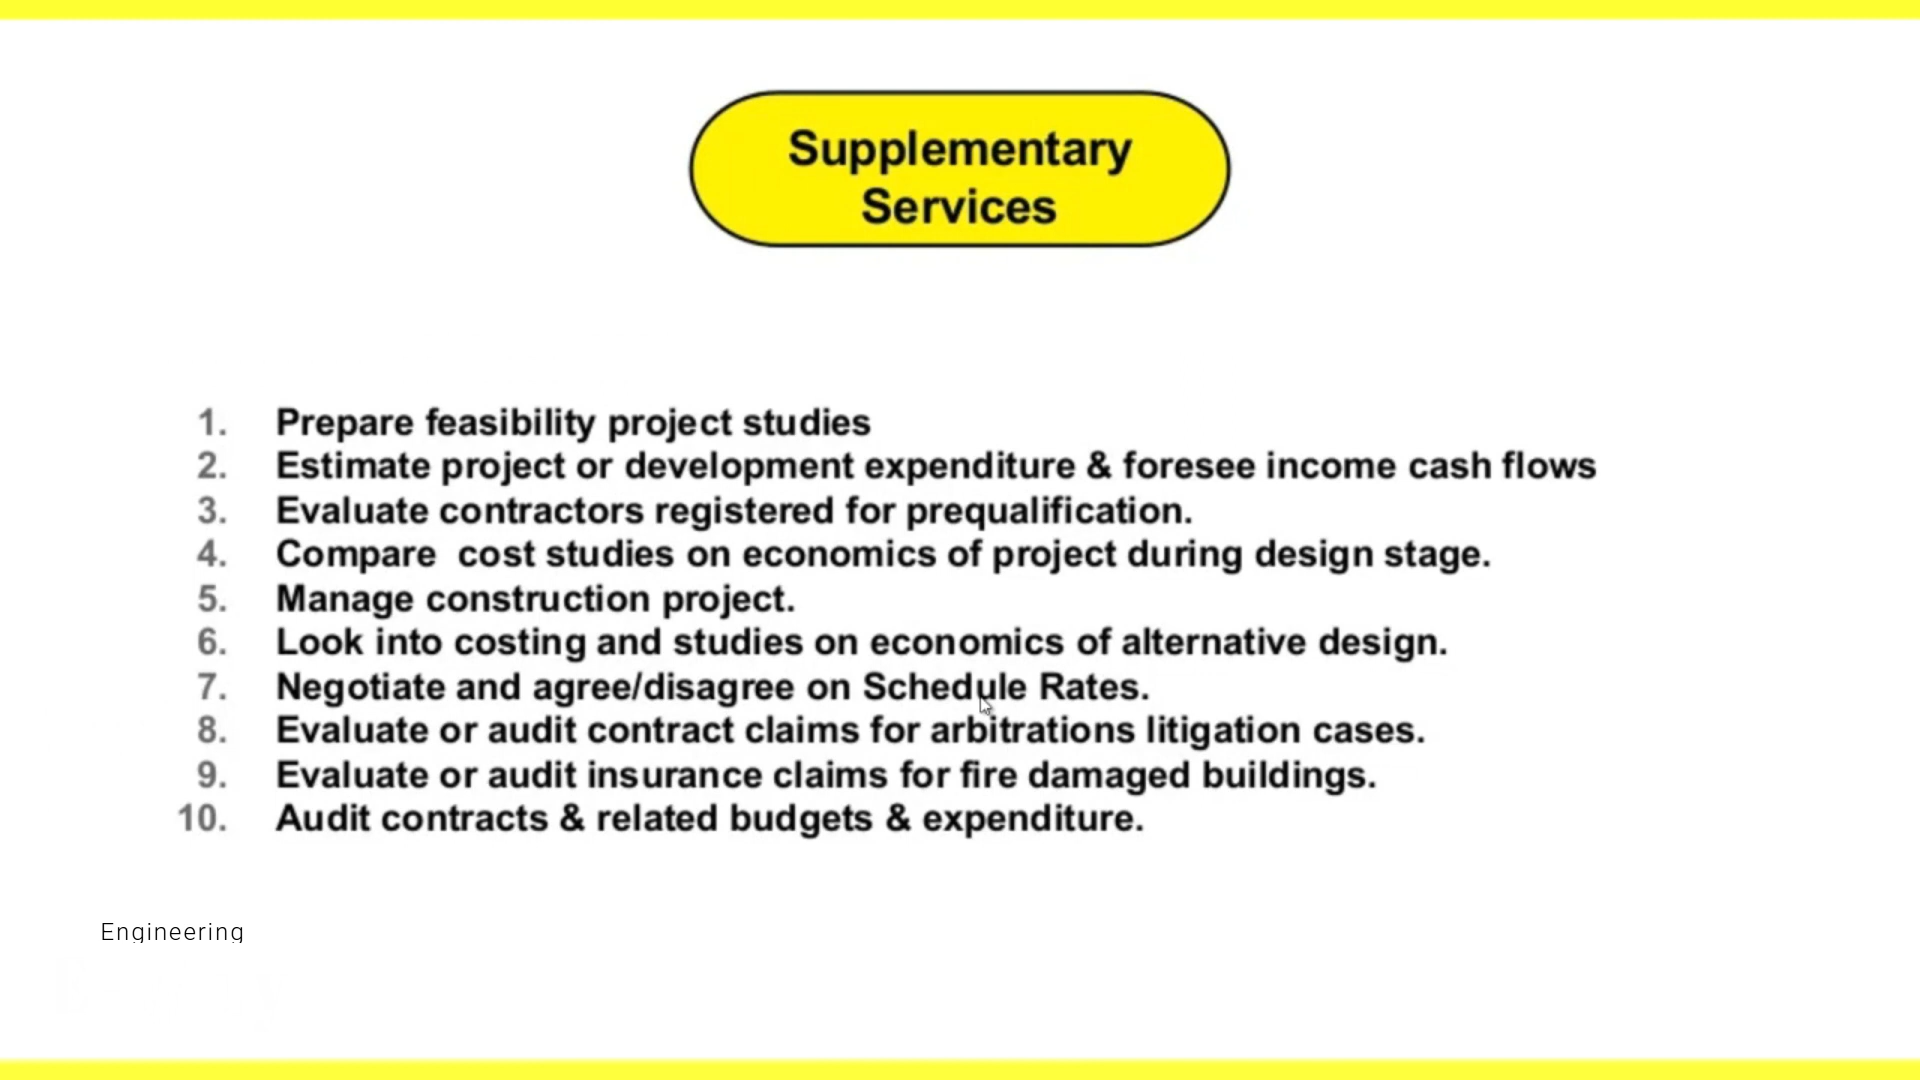 Supplementary
Services
1. Prepare feasibility project studies
2. Estimate project or development expenditure & foresee income cash flows
3. Evaluate contractors registered for prequalification.
4. Compare  cost studies on economics of project during design stage.
5. Manage construction project.
6. Look into costing and studies on economics of alternative design.
7. Negotiate and agree/disagree on Schedule Rates.
8. Evaluate or audit contract claims for arbitrations litigation cases.
9. Evaluate or audit insurance claims for fire damaged buildings.
10. Audit contracts & related budgets & expenditure.
Engineering